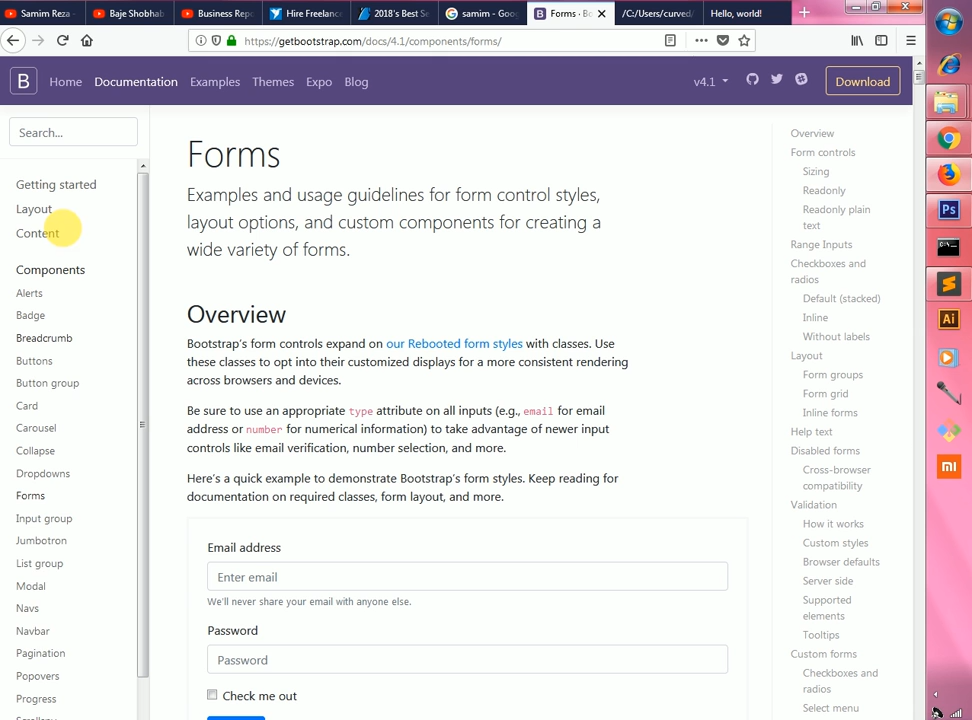 Samim Reza -
Baje Shobhab
Business Repo
Hire Freelanc
2018's Best Se
samim - Goog
Forms · Bo
/C:/Users/curved/
Hello, world!
https://getbootstrap.com/docs/4.1/components/forms/
B
Home
Documentation
Examples
Themes
Expo
Blog
v4.1
Download
Search...
Getting started
Layout
Content
Components
Alerts
Badge
Breadcrumb
Buttons
Button group
Card
Carousel
Collapse
Dropdowns
Forms
Input group
Jumbotron
List group
Modal
Navs
Navbar
Pagination
Popovers
Progress
Forms
Examples and usage guidelines for form control styles,
layout options, and custom components for creating a
wide variety of forms.
Overview
Bootstrap's form controls expand on our Rebooted form styles with classes. Use
these classes to opt into their customized displays for a more consistent rendering
across browsers and devices.
Be sure to use an appropriate type attribute on all inputs (e.g., email for email
address or number for numerical information) to take advantage of newer input
controls like email verification, number selection, and more.
Here's a quick example to demonstrate Bootstrap's form styles. Keep reading for
documentation on required classes, form layout, and more.
Email address
Enter email
We'll never share your email with anyone else.
Password
Password
Check me out
Overview
Form controls
Sizing
Readonly
Readonly plain
text
Range Inputs
Checkboxes and
radios
Default (stacked)
Inline
Without labels
Layout
Form groups
Form grid
Inline forms
Help text
Disabled forms
Cross-browser
compatibility
Validation
How it works
Custom styles
Browser defaults
Server side
Supported
elements
Tooltips
Custom forms
Checkboxes and
radios
Select menu
Ps
Ai
mi